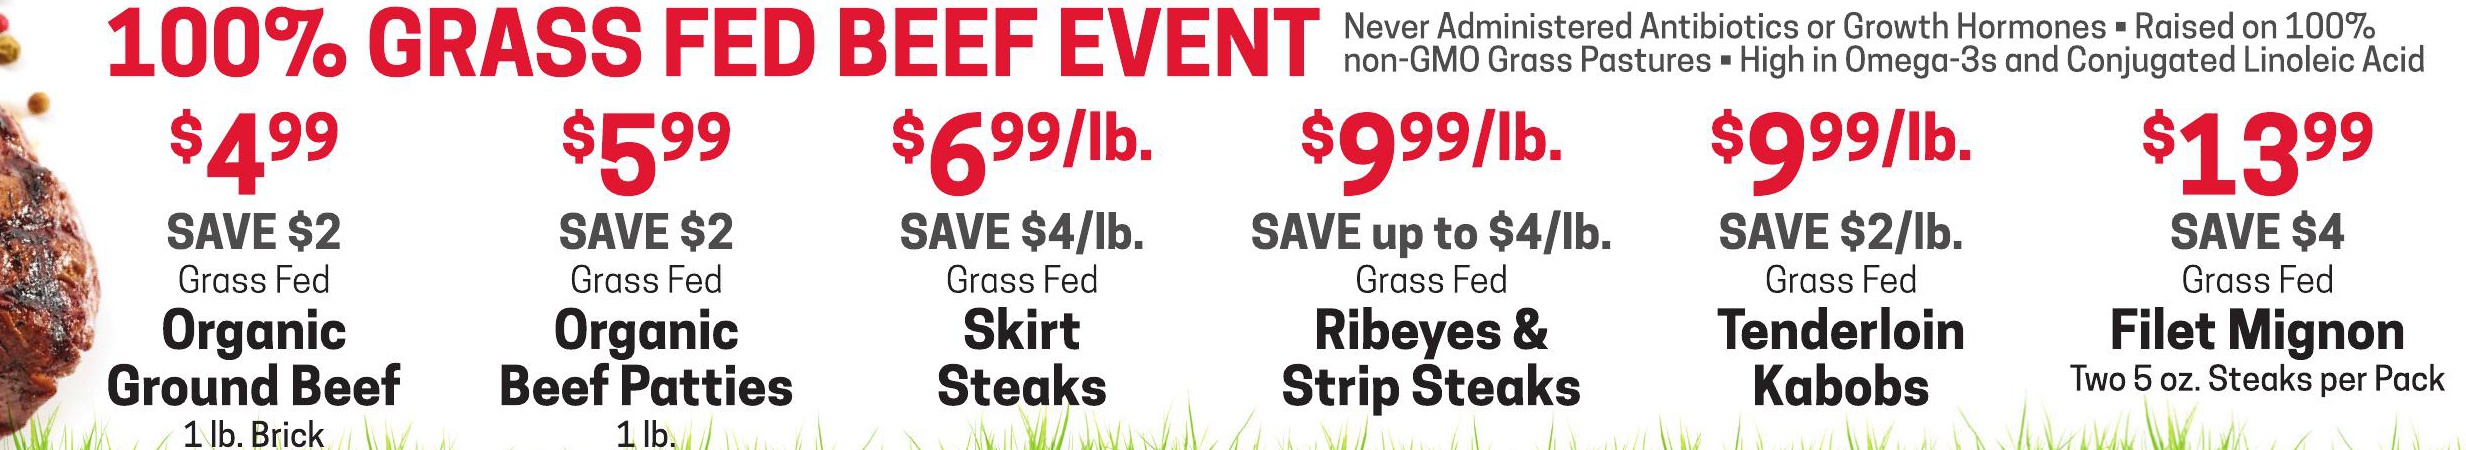 100% GRASS FED BEEF EVENT
Never Administered Antibiotics or Growth Hormones ▪ Raised on 100%
non-GMO Grass Pastures ▪ High in Omega-3s and Conjugated Linoleic Acid
$4.99
SAVE $2
Grass Fed
Organic
Ground Beef
1 lb. Brick
$5.99
SAVE $2
Grass Fed
Organic
Beef Patties
1 lb.
$6.99/lb.
SAVE $4/lb.
Grass Fed
Skirt
Steaks
$9.99/lb.
SAVE up to $4/lb.
Grass Fed
Ribeyes &
Strip Steaks
$9.99/lb.
SAVE $2/lb.
Grass Fed
Tenderloin
Kabobs
$13.99
SAVE $4
Grass Fed
Filet Mignon
Two 5 oz. Steaks per Pack